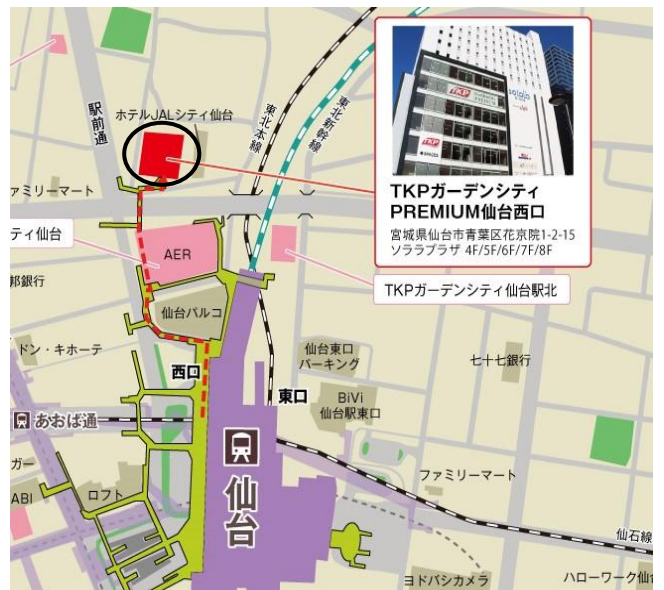 ホテルJALシティ仙台
駅前通
東北本線
東北新幹線
TKP
TKP
TKPガーデンシティ
PREMIUM仙台西口
宮城県仙台市青葉区花京院1-2-15
ソララプラザ 4F/5F/6F/7F/8F
ァミリーマート
ティ仙台
AER
TKPガーデンシティ仙台駅北
邦銀行
仙台パルコ
ドン・キホーテ
西口
仙台東口
パーキング
七十七銀行
東口
BiVi
仙台駅東口
あおば通
ガー
ABI
ロフト
仙台
ファミリーマート
仙石線
ヨドバシカメラ
ハローワーク仙台